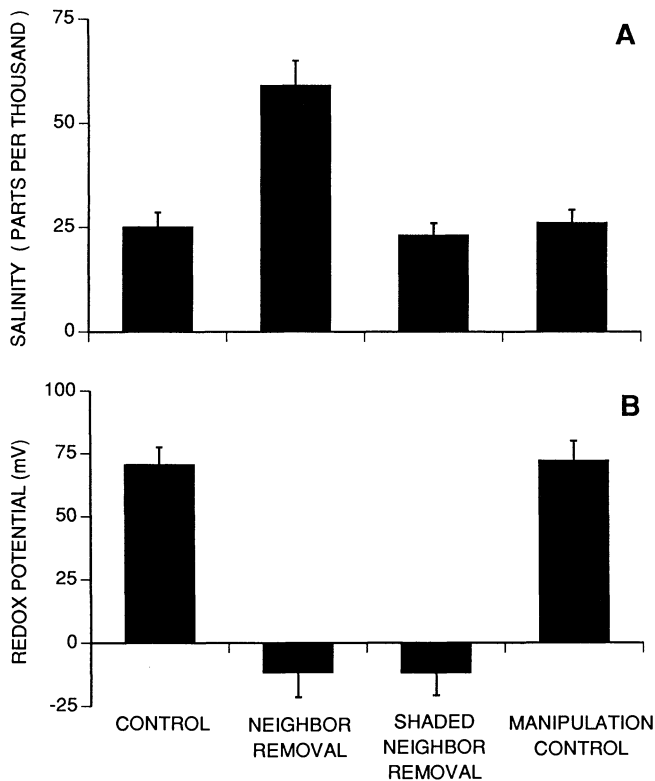 A
SALINITY ( PARTS PER THOUSAND )
75
50
25
0
B
REDOX POTENTIAL (mV)
100
75
50
25
0
-25
CONTROL
NEIGHBOR
REMOVAL
SHADED
NEIGHBOR
REMOVAL
MANIPULATION
CONTROL